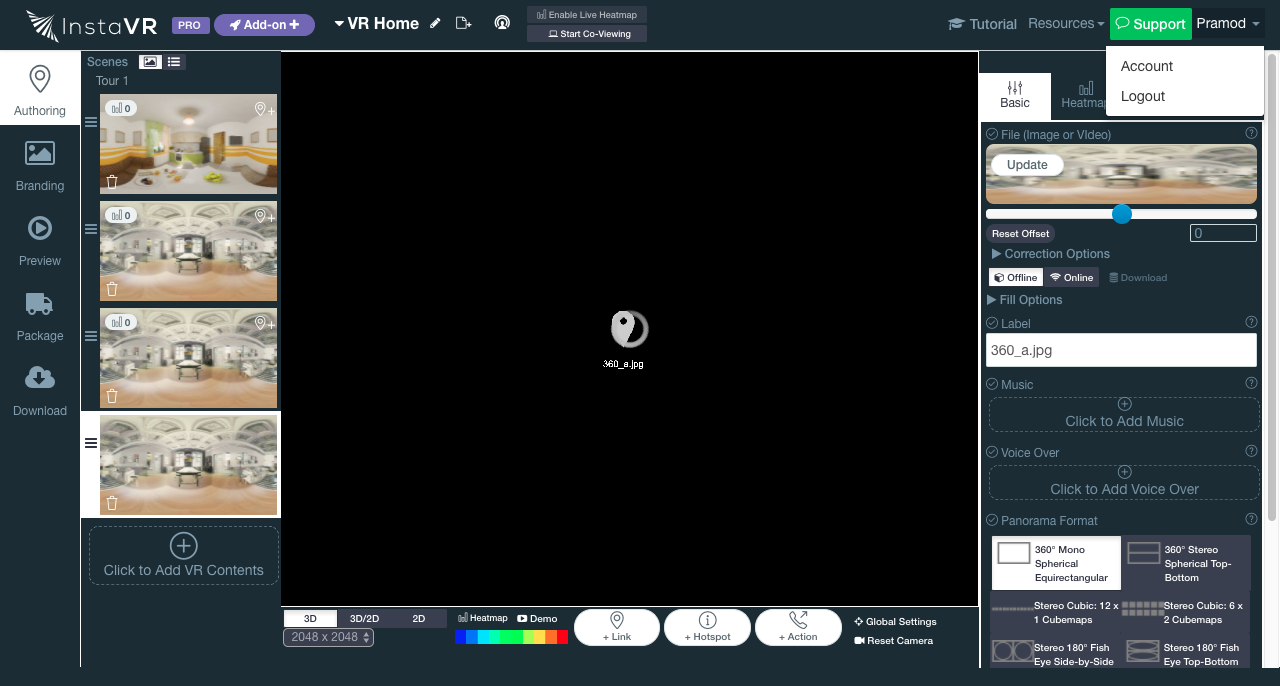 InstaVR
PRO
Add-on
VR Home
Enable Live Heatmap
Start Co-Viewing
Tutorial
Resources
Support
Pramod
Account
Logout
Authoring
Branding
Preview
Package
Download
Scenes
Tour 1
0
0
0
Click to Add VR Contents
360_a.jpg
3D
3D/2D
2D
2048 x 2048
Heatmap
Demo
+ Link
+ Hotspot
+ Action
Global Settings
Reset Camera
Basic
Heatmap
File (Image or VIdeo)
Update
Reset Offset
0
Correction Options
Offline
Online
Download
Fill Options
Label
360_a.jpg
Music
Click to Add Music
Voice Over
Click to Add Voice Over
Panorama Format
360° Mono
Spherical
Equirectangular
360° Stereo
Spherical Top-
Bottom
Stereo Cubic: 12 x
1 Cubemaps
Stereo Cubic: 6 x
2 Cubemaps
Stereo 180° Fish
Eye Side-by-Side
Stereo 180° Fish
Eye Top-Bottom